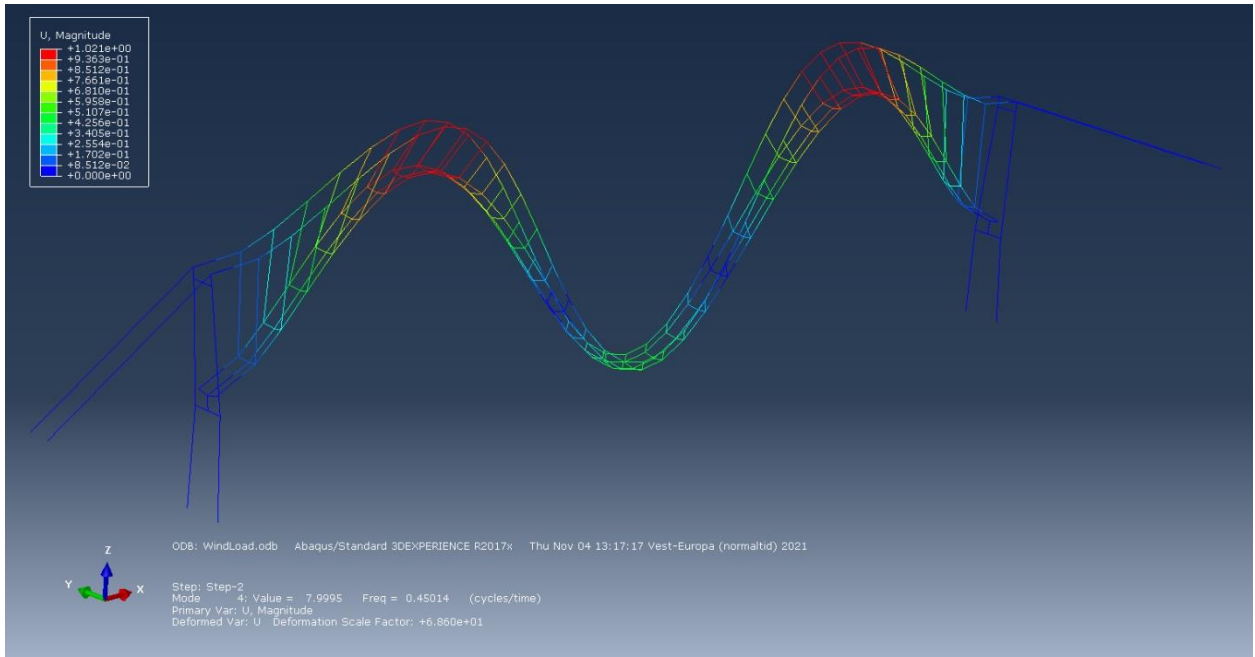 U, Magnitude
+1.021e+00
+9.363e-01
+8.512e-01
+7.661e-01
+6.810e-01
+5.958e-01
+5.107e-01
+4.256e-01
+3.405e-01
+2.554e-01
+1.702e-01
+8.512e-02
+0.000e+00
ODB: WindLoad.odb Abaqus/Standard 3DEXPERIENCE R2017x Thu Nov 04 13:17:17 Vest-Europa (normaltid) 2021
Z
Y
X
Step: Step-2
Mode 4: Value = 7.9995 Freq = 0.45014 (cycles/time)
Primary Var: U, Magnitude
Deformed Var: U Deformation Scale Factor: +6.860e+01